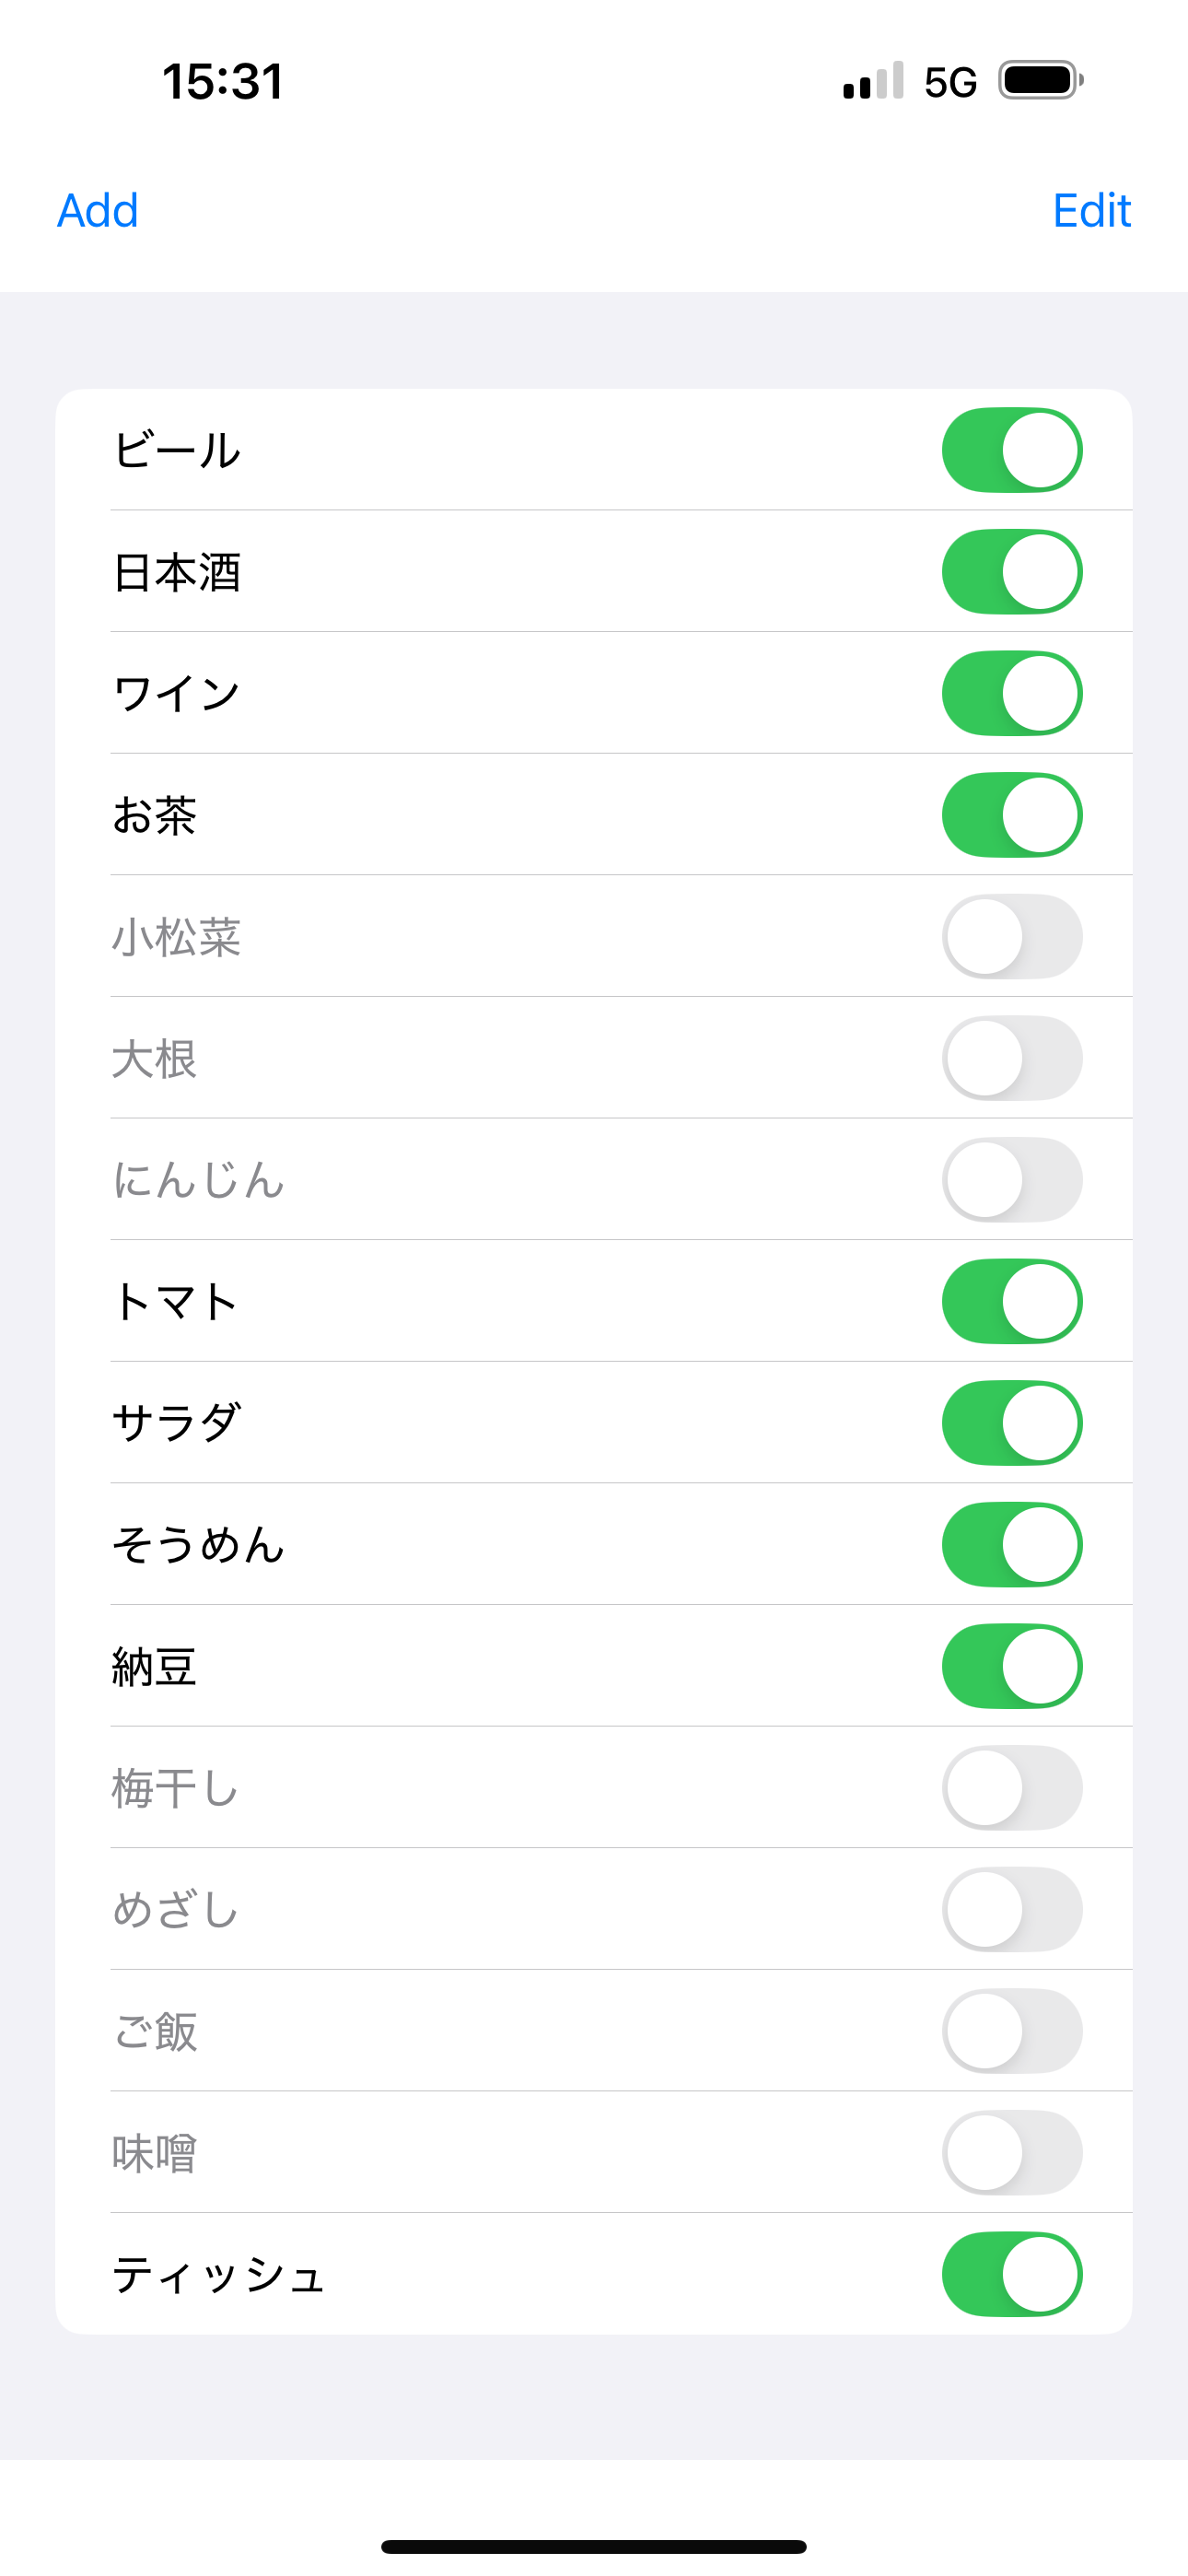 15:31
5G
Add
Edit
ビール
日本酒
ワイン
お茶
小松菜
大根
にんじん
トマト
サラダ
そうめん
納豆
梅干し
めざし
ご飯
味噌
ティッシュ